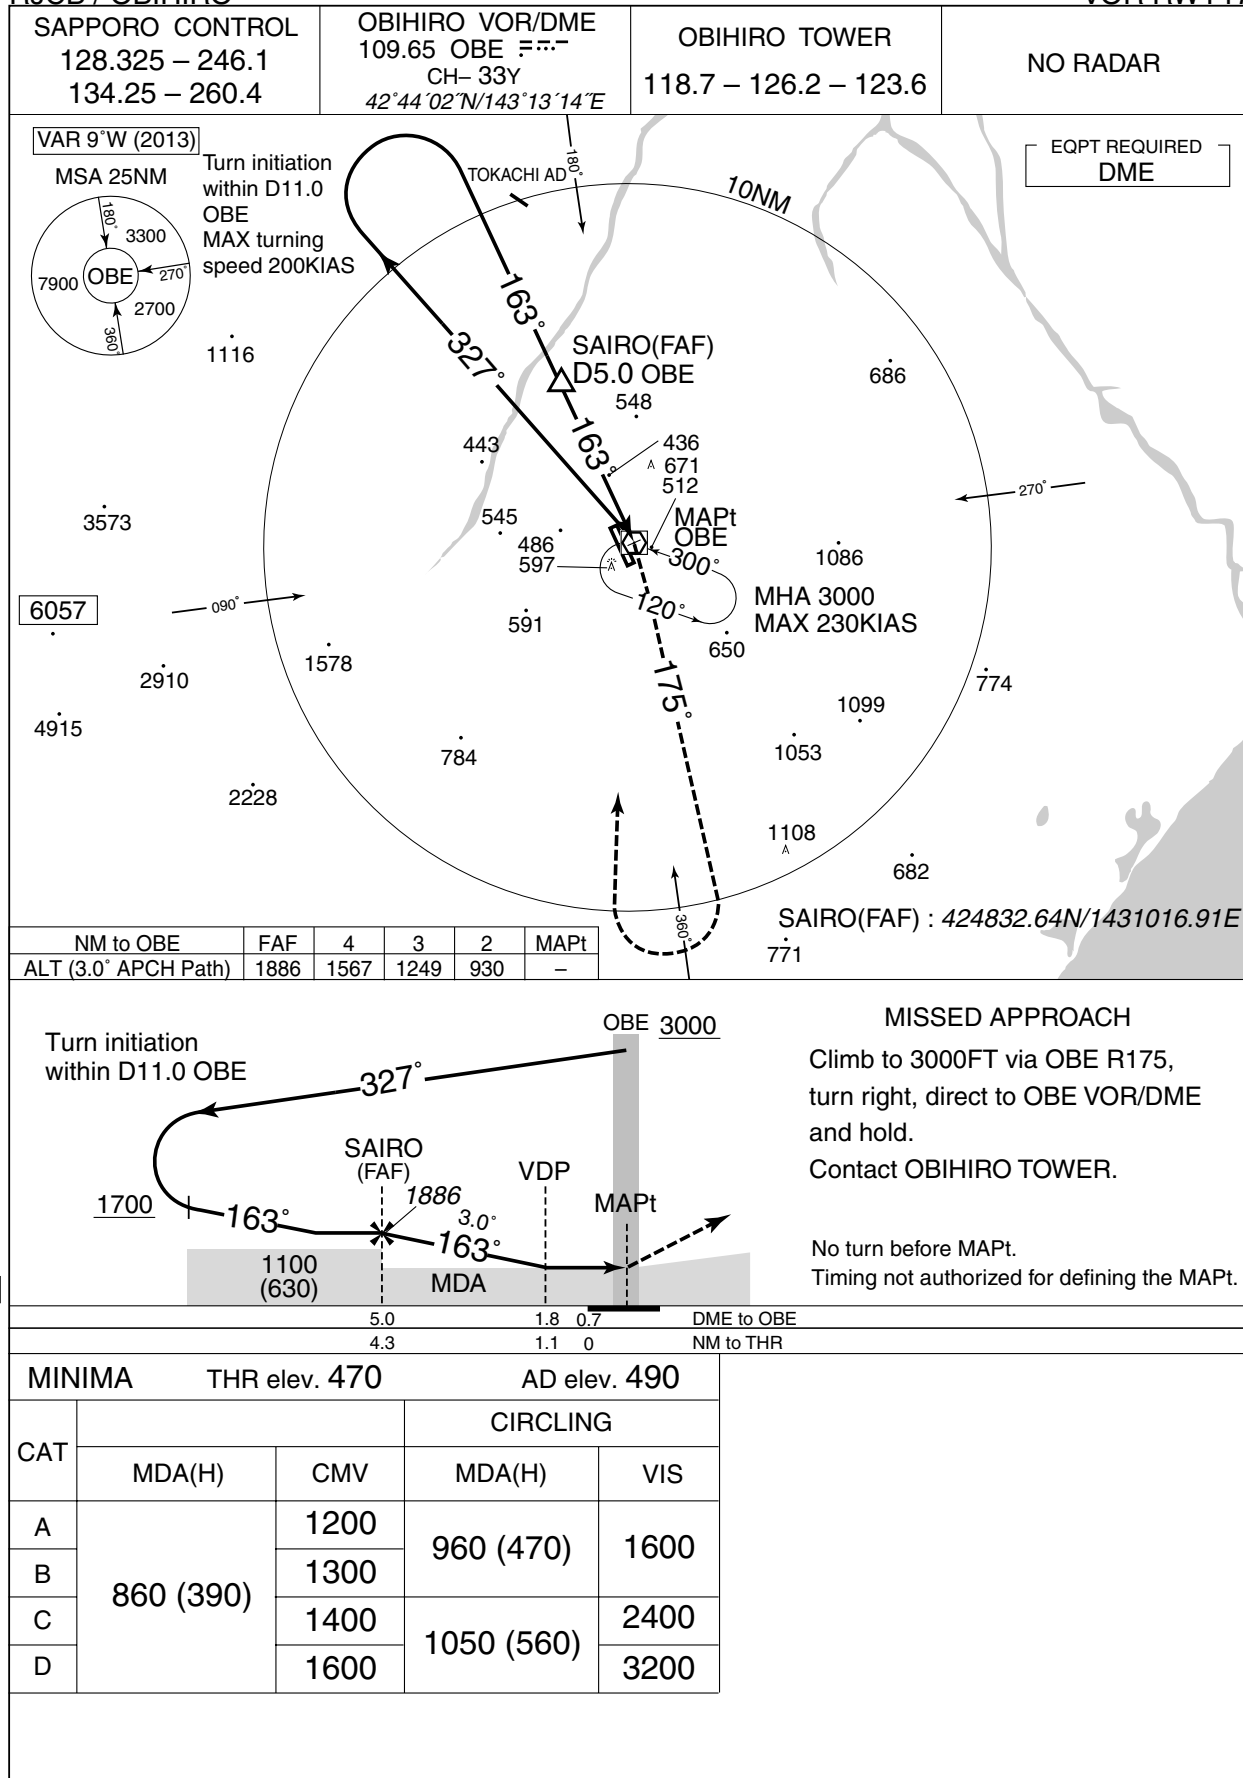 SAPPORO CONTROL
128.325 – 246.1
134.25 – 260.4
OBIHIRO VOR/DME
109.65 OBE
CH– 33Y
42°44´02˝N/143°13´14˝E
OBIHIRO TOWER
118.7 – 126.2 – 123.6
NO RADAR
VAR 9°W (2013)
MSA 25NM
180°
3300
OBE
270°
7900
2700
360°
Turn initiation
within D11.0
OBE
MAX turning
speed 200KIAS
EQPT REQUIRED
DME
TOKACHI AD
180°
10NM
163°
327°
SAIRO(FAF)
D5.0 OBE
548
1116
686
163°
443
436
671
512
3573
545
486
597
MAPt
OBE
300°
120°
270°
1086
MHA 3000
MAX 230KIAS
6057
090°
591
650
1578
2910
175°
774
4915
1099
784
1053
2228
1108
682
360°
SAIRO(FAF) : 424832.64N/1431016.91E
771
NM to OBE FAF 4 3 2 MAPt
ALT (3.0° APCH Path) 1886 1567 1249 930 –
Turn initiation
within D11.0 OBE
OBE 3000
327°
SAIRO
(FAF)
VDP
1886
MAPt
1700
163°
3.0°
163°
1100
(630)
MDA
MISSED APPROACH
Climb to 3000FT via OBE R175,
turn right, direct to OBE VOR/DME
and hold.
Contact OBIHIRO TOWER.
No turn before MAPt.
Timing not authorized for defining the MAPt.
5.0 1.8 0.7 DME to OBE
4.3 1.1 0 NM to THR
MINIMA THR elev. 470 AD elev. 490
CAT CIRCLING
MDA(H) CMV MDA(H) VIS
A 860 (390) 1200 960 (470) 1600
B 1300
C 1400 1050 (560) 2400
D 1600 3200